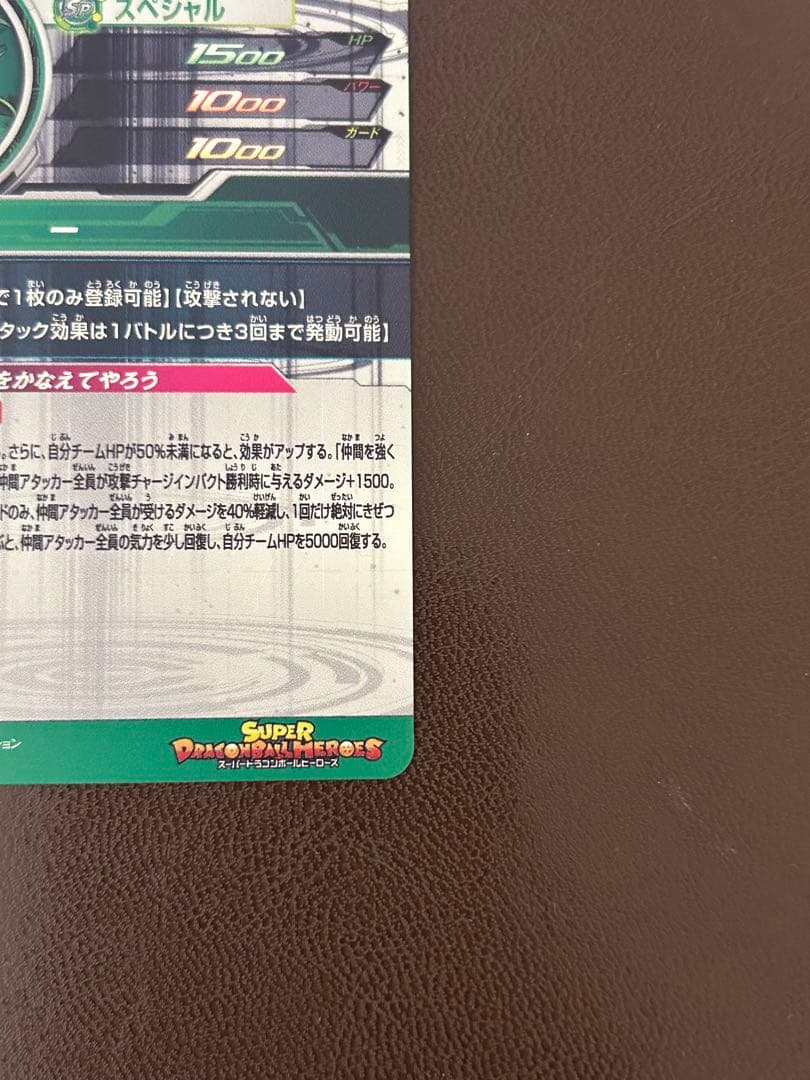 SP スペシャル
HP
1500
パワー
1000
ガード
1000
で1枚のみ登録可能】【攻撃されない】
タック効果は1バトルにつき3回まで発動可能】
をかなえてやろう
。さらに、自分チームHPが50%未満になると、効果がアップする。「仲間を強く
仲間アタッカー全員が攻撃チャージインパクト勝利時に与えるダメージ+1500。
ドのみ、仲間アタッカー全員が受けるダメージを40%軽減し、1回だけ絶対にきぜつ
ぶと、仲間アタッカー全員の気力を少し回復し、自分チームHPを5000回復する。
ション
SUPER
DRAGONBALL HEROES
スーパードラゴンボールヒーローズ